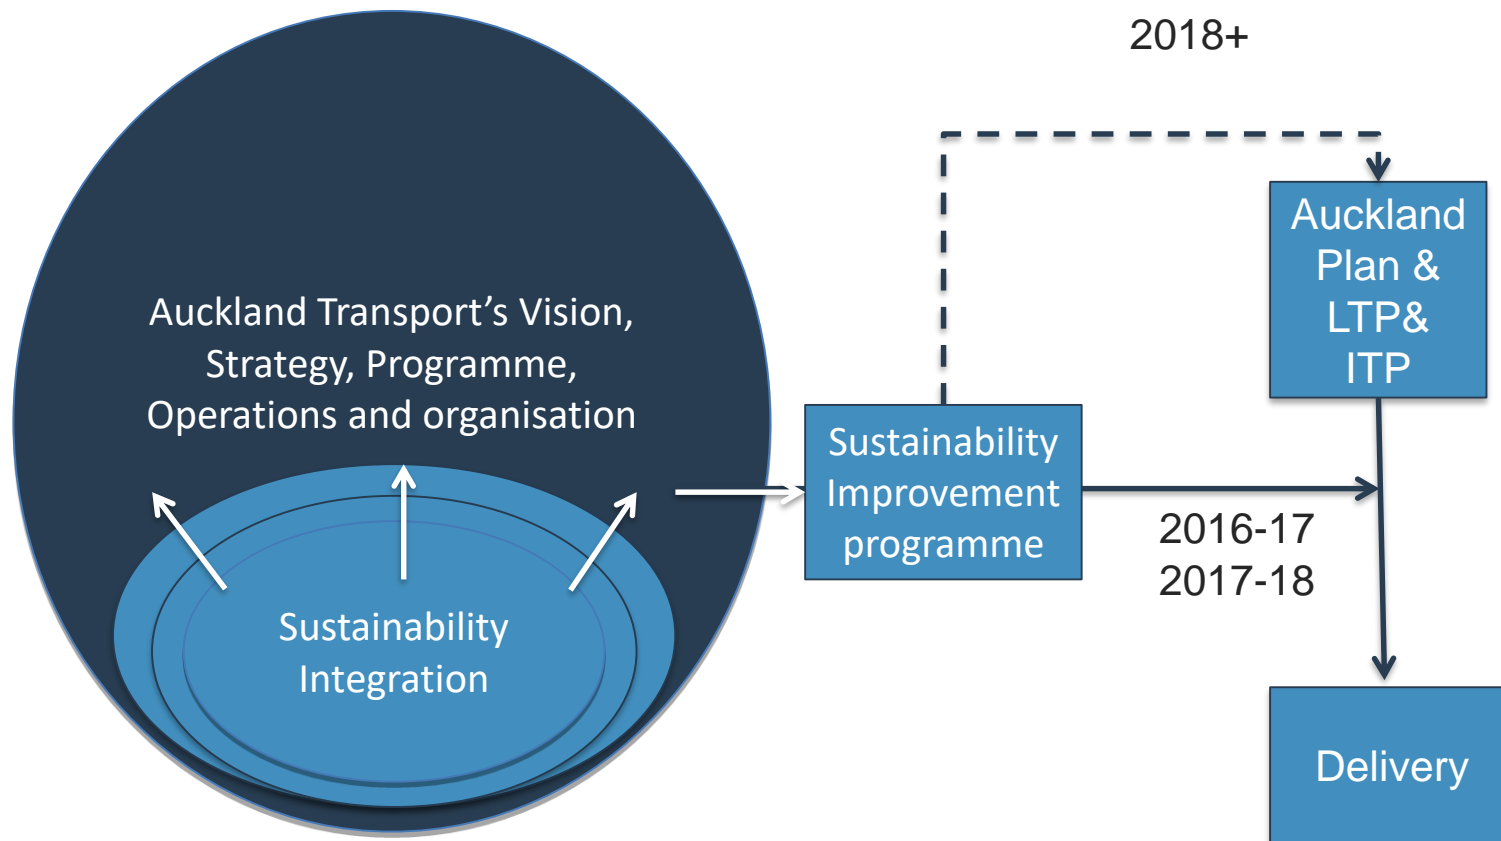 2018+
Auckland Transport’s Vision,
Strategy, Programme,
Operations and organisation
Sustainability
Integration
Sustainability
Improvement
programme
2016-17
2017-18
Auckland
Plan &
LTP&
ITP
Delivery